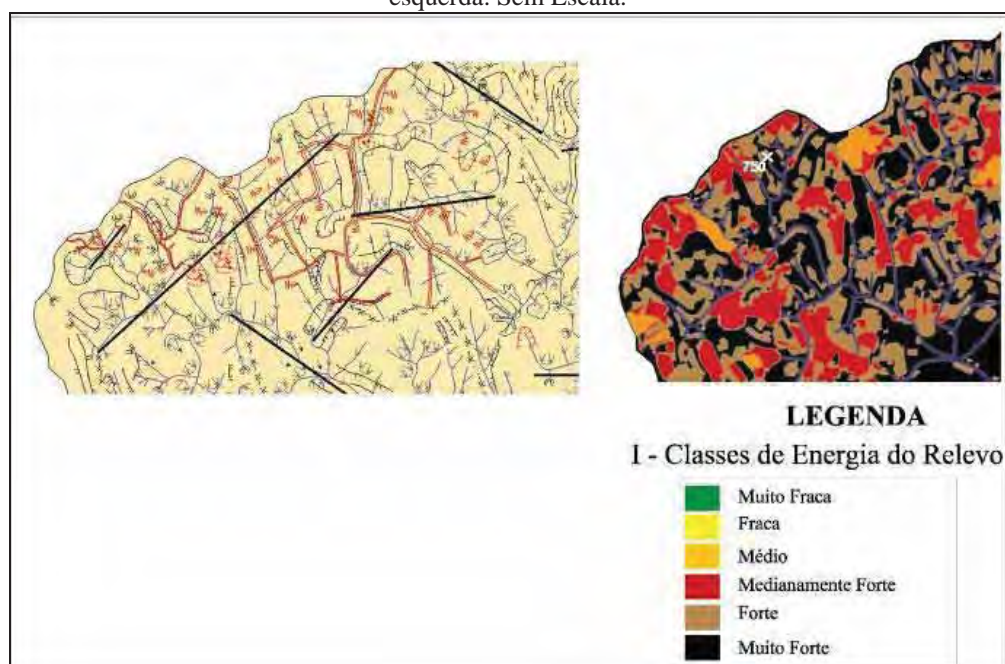 esquerda. Sem Escala.
750
LEGENDA
I - Classes de Energia do Relevo
Muito Fraca
Fraca
Médio
Medianamente Forte
Forte
Muito Forte